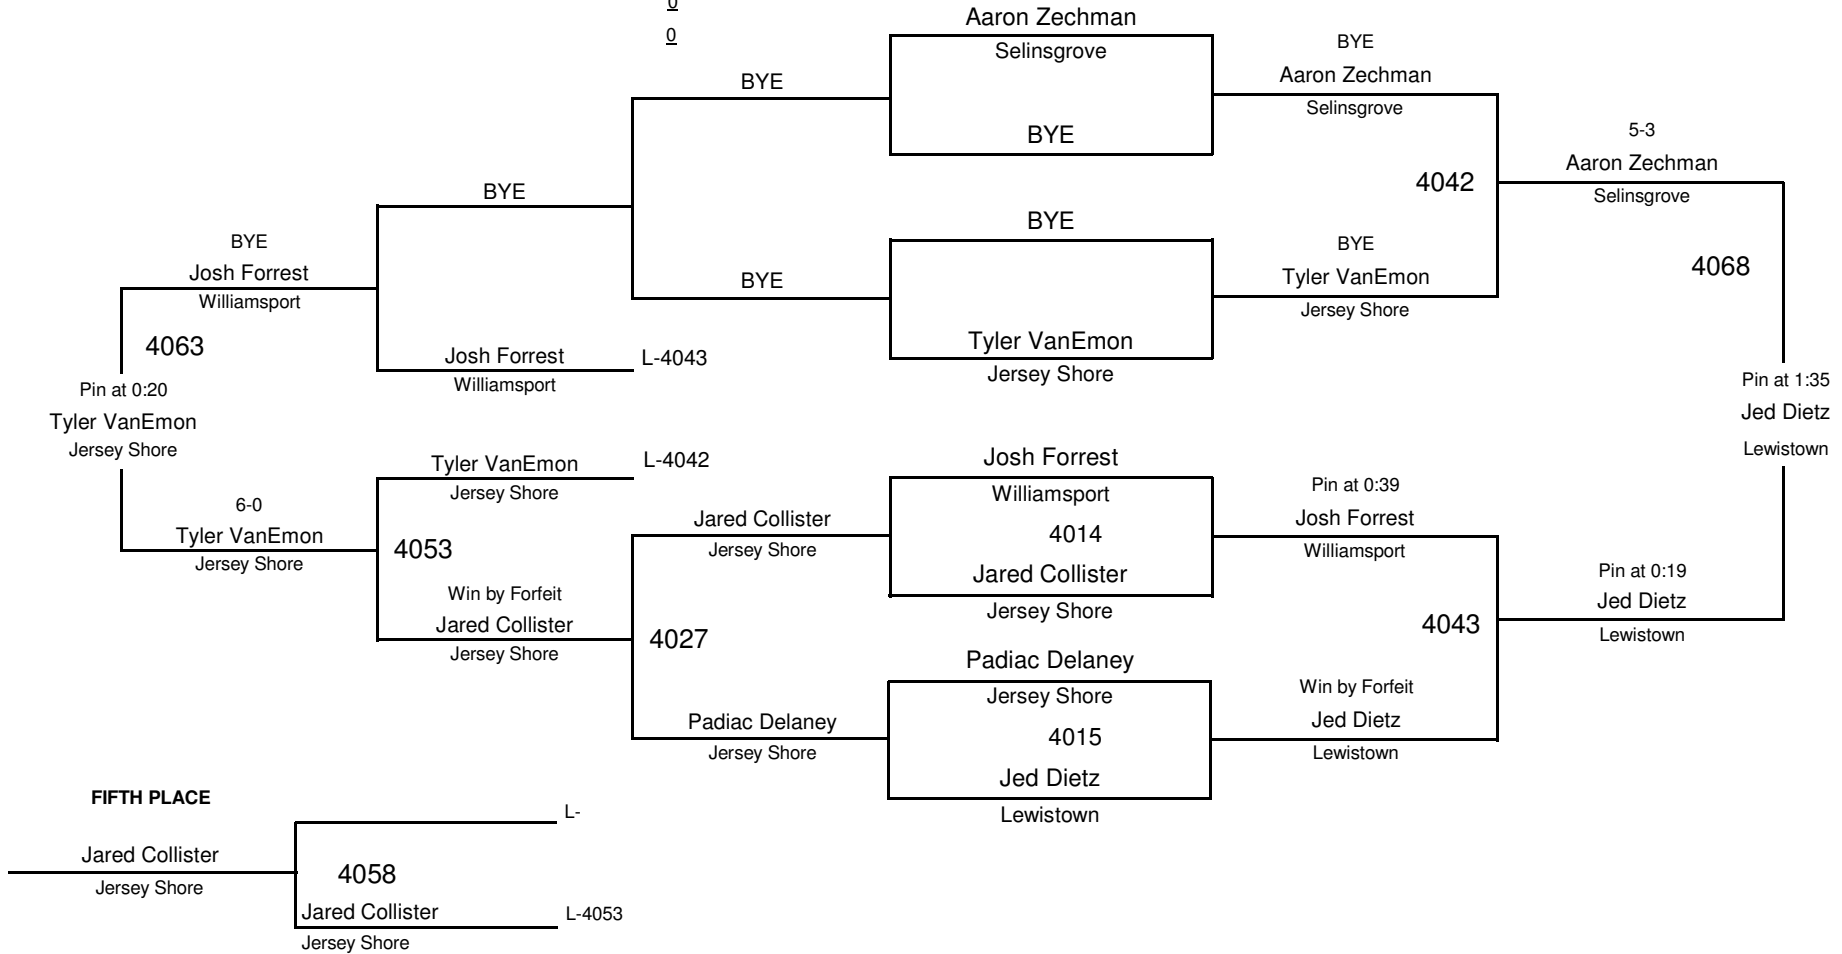 0
0
Aaron Zechman
Selinsgrove
BYE
Aaron Zechman
Selinsgrove
BYE
BYE
5-3
Aaron Zechman
Selinsgrove
4042
BYE
BYE
BYE
Josh Forrest
Williamsport
BYE
BYE
Tyler VanEmon
Jersey Shore
4068
Tyler VanEmon
Jersey Shore
4063
Josh Forrest
Williamsport
L-4043
Pin at 0:20
Tyler VanEmon
Jersey Shore
Pin at 1:35
Jed Dietz
Lewistown
Tyler VanEmon
Jersey Shore
L-4042
Josh Forrest
Williamsport
4014
Jared Collister
Jersey Shore
Pin at 0:39
Josh Forrest
Williamsport
6-0
Tyler VanEmon
Jersey Shore
4053
Jared Collister
Jersey Shore
Win by Forfeit
Jared Collister
Jersey Shore
4027
4043
Pin at 0:19
Jed Dietz
Lewistown
Padiac Delaney
Jersey Shore
4015
Jed Dietz
Lewistown
Win by Forfeit
Jed Dietz
Lewistown
Padiac Delaney
Jersey Shore
FIFTH PLACE
L-
Jared Collister
Jersey Shore
4058
Jared Collister
Jersey Shore
L-4053